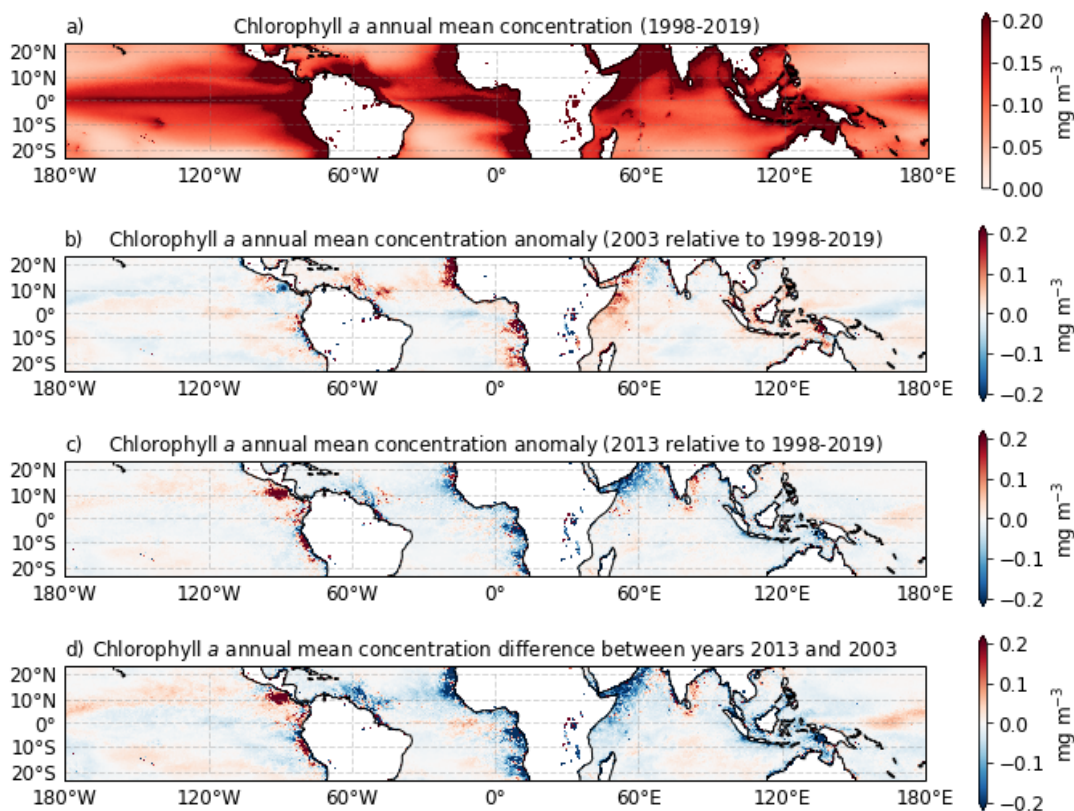 a) Chlorophyll a annual mean concentration (1998-2019)
20°N
10°N
0°
10°S
20°S
180°W 120°W 60°W 0° 60°E 120°E 180°E
0.20
0.15
0.10
0.05
0.00
mg m⁻³
b) Chlorophyll a annual mean concentration anomaly (2003 relative to 1998-2019)
20°N
10°N
0°
10°S
20°S
180°W 120°W 60°W 0° 60°E 120°E 180°E
0.2
0.1
0.0
−0.1
−0.2
mg m⁻³
c) Chlorophyll a annual mean concentration anomaly (2013 relative to 1998-2019)
20°N
10°N
0°
10°S
20°S
180°W 120°W 60°W 0° 60°E 120°E 180°E
0.2
0.1
0.0
−0.1
−0.2
mg m⁻³
d) Chlorophyll a annual mean concentration difference between years 2013 and 2003
20°N
10°N
0°
10°S
20°S
180°W 120°W 60°W 0° 60°E 120°E 180°E
0.2
0.1
0.0
−0.1
−0.2
mg m⁻³